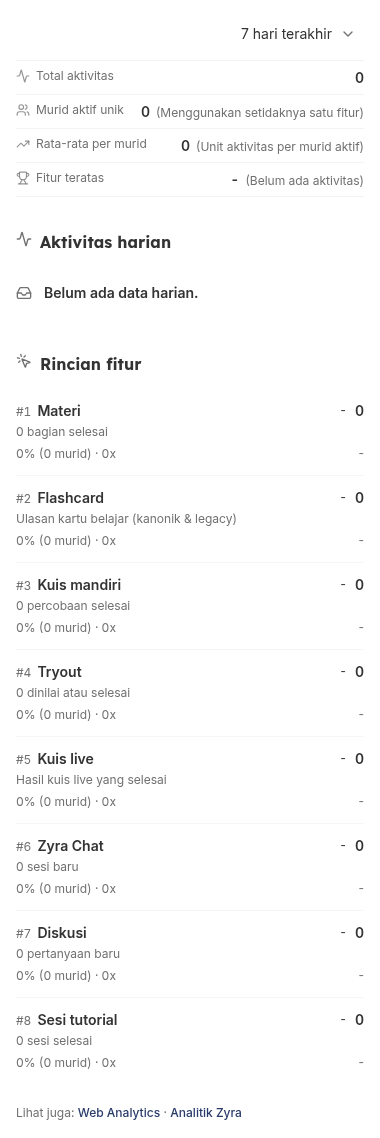 7 hari terakhir
Total aktivitas 0
Murid aktif unik 0 (Menggunakan setidaknya satu fitur)
Rata-rata per murid 0 (Unit aktivitas per murid aktif)
Fitur teratas - (Belum ada aktivitas)
Aktivitas harian
Belum ada data harian.
Rincian fitur
#1 Materi - 0
0 bagian selesai
0% (0 murid) · 0x -
#2 Flashcard - 0
Ulasan kartu belajar (kanonik & legacy)
0% (0 murid) · 0x -
#3 Kuis mandiri - 0
0 percobaan selesai
0% (0 murid) · 0x -
#4 Tryout - 0
0 dinilai atau selesai
0% (0 murid) · 0x -
#5 Kuis live - 0
Hasil kuis live yang selesai
0% (0 murid) · 0x -
#6 Zyra Chat - 0
0 sesi baru
0% (0 murid) · 0x -
#7 Diskusi - 0
0 pertanyaan baru
0% (0 murid) · 0x -
#8 Sesi tutorial - 0
0 sesi selesai
0% (0 murid) · 0x -
Lihat juga: Web Analytics · Analitik Zyra